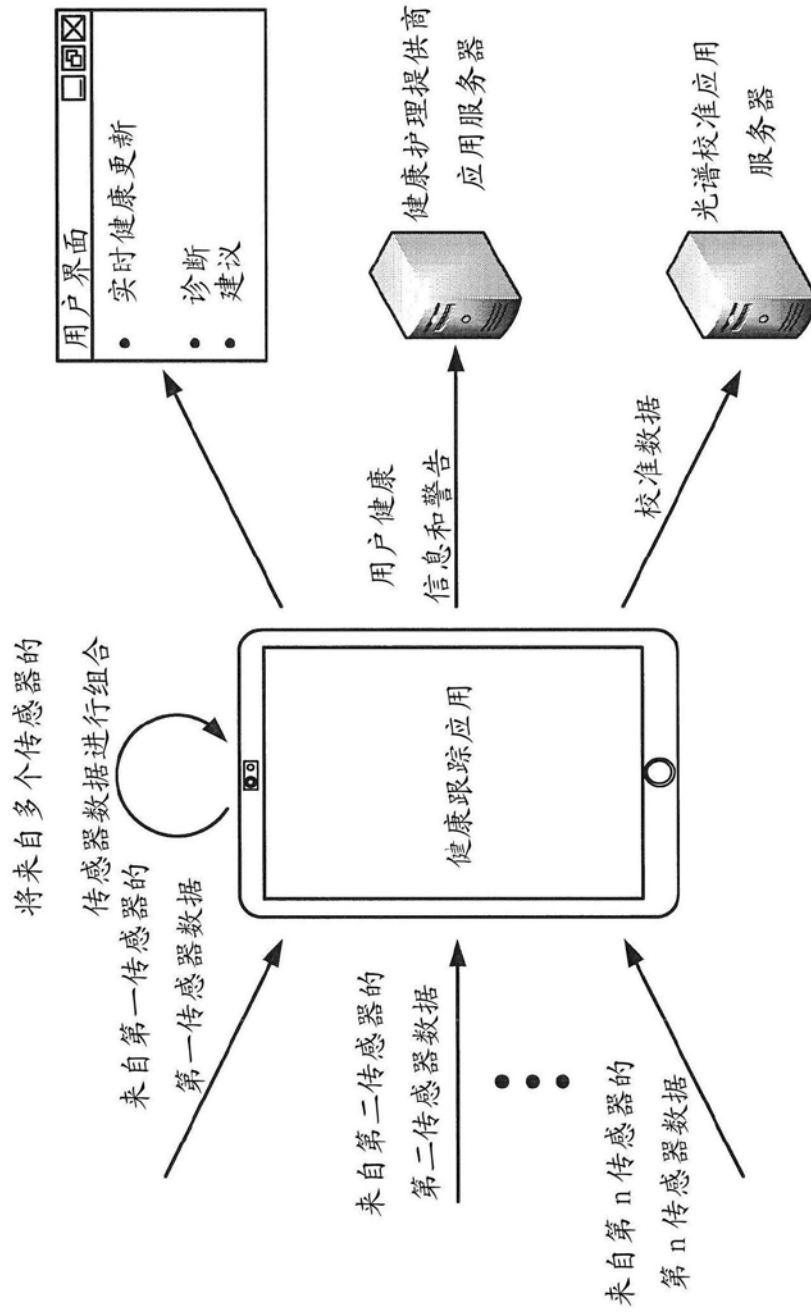 将来自多个传感器的
传感器数据进行组合
来自第一传感器的
第一传感器数据
来自第二传感器的
第二传感器数据
来自第 n 传感器的
第 n 传感器数据
健康跟踪应用
用户健康
信息和警告
校准数据
用户界面
• 实时健康更新
• 诊断
• 建议
健康护理提供商
应用服务器
光谱校准应用
服务器